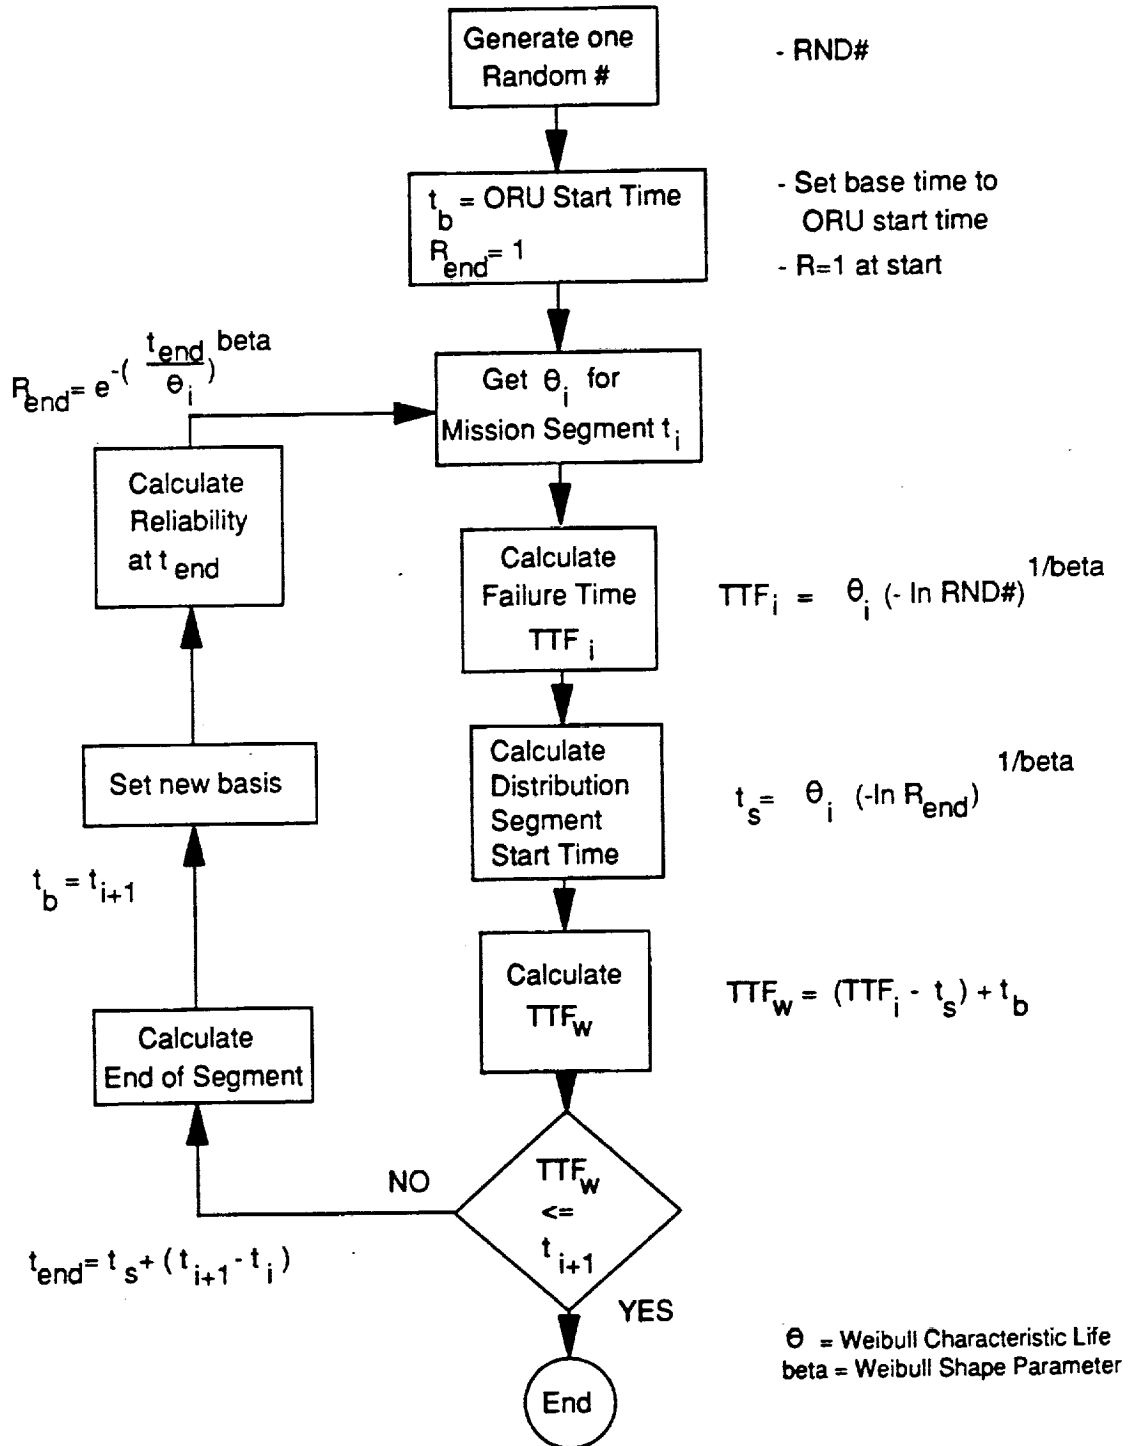 Generate one
Random #
- RND#
t_b = ORU Start Time
R_end = 1
- Set base time to
ORU start time
- R=1 at start
R_end = e^-(t_end/θ_i)^beta
Get θ_i for
Mission Segment t_i
Calculate
Reliability
at t_end
Calculate
Failure Time
TTF_i
TTF_i = θ_i (- ln RND#)^1/beta
Set new basis
Calculate
Distribution
Segment
Start Time
t_s = θ_i (-ln R_end)^1/beta
t_b = t_i+1
Calculate
TTF_w
TTF_w = (TTF_i - t_s) + t_b
Calculate
End of Segment
NO
TTF_w
<=
t_i+1
t_end = t_s + (t_i+1 - t_i)
YES
End
θ = Weibull Characteristic Life
beta = Weibull Shape Parameter